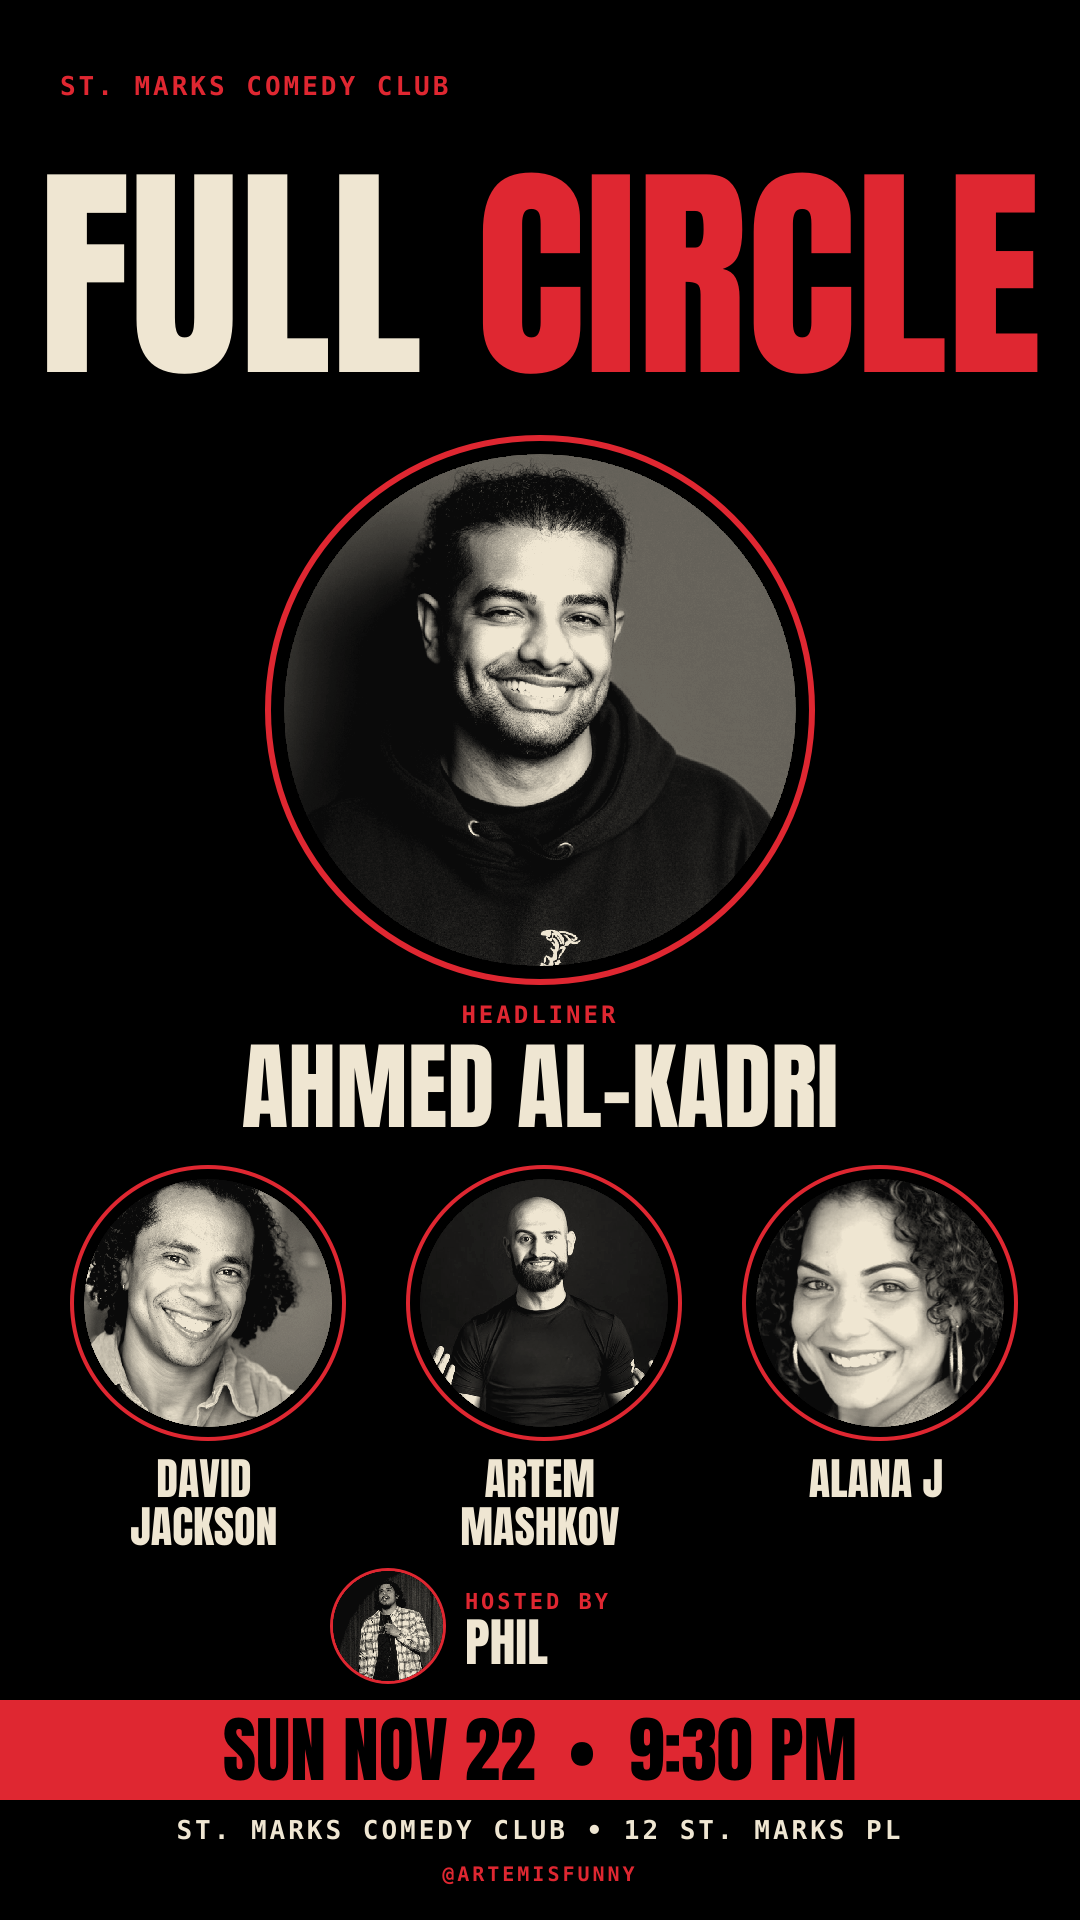 ST. MARKS COMEDY CLUB
FULL CIRCLE
HEADLINER
AHMED AL-KADRI
DAVID
JACKSON
ARTEM
MASHKOV
ALANA J
HOSTED BY
PHIL
SUN NOV 22 • 9:30 PM
ST. MARKS COMEDY CLUB • 12 ST. MARKS PL
@ARTEMISFUNNY